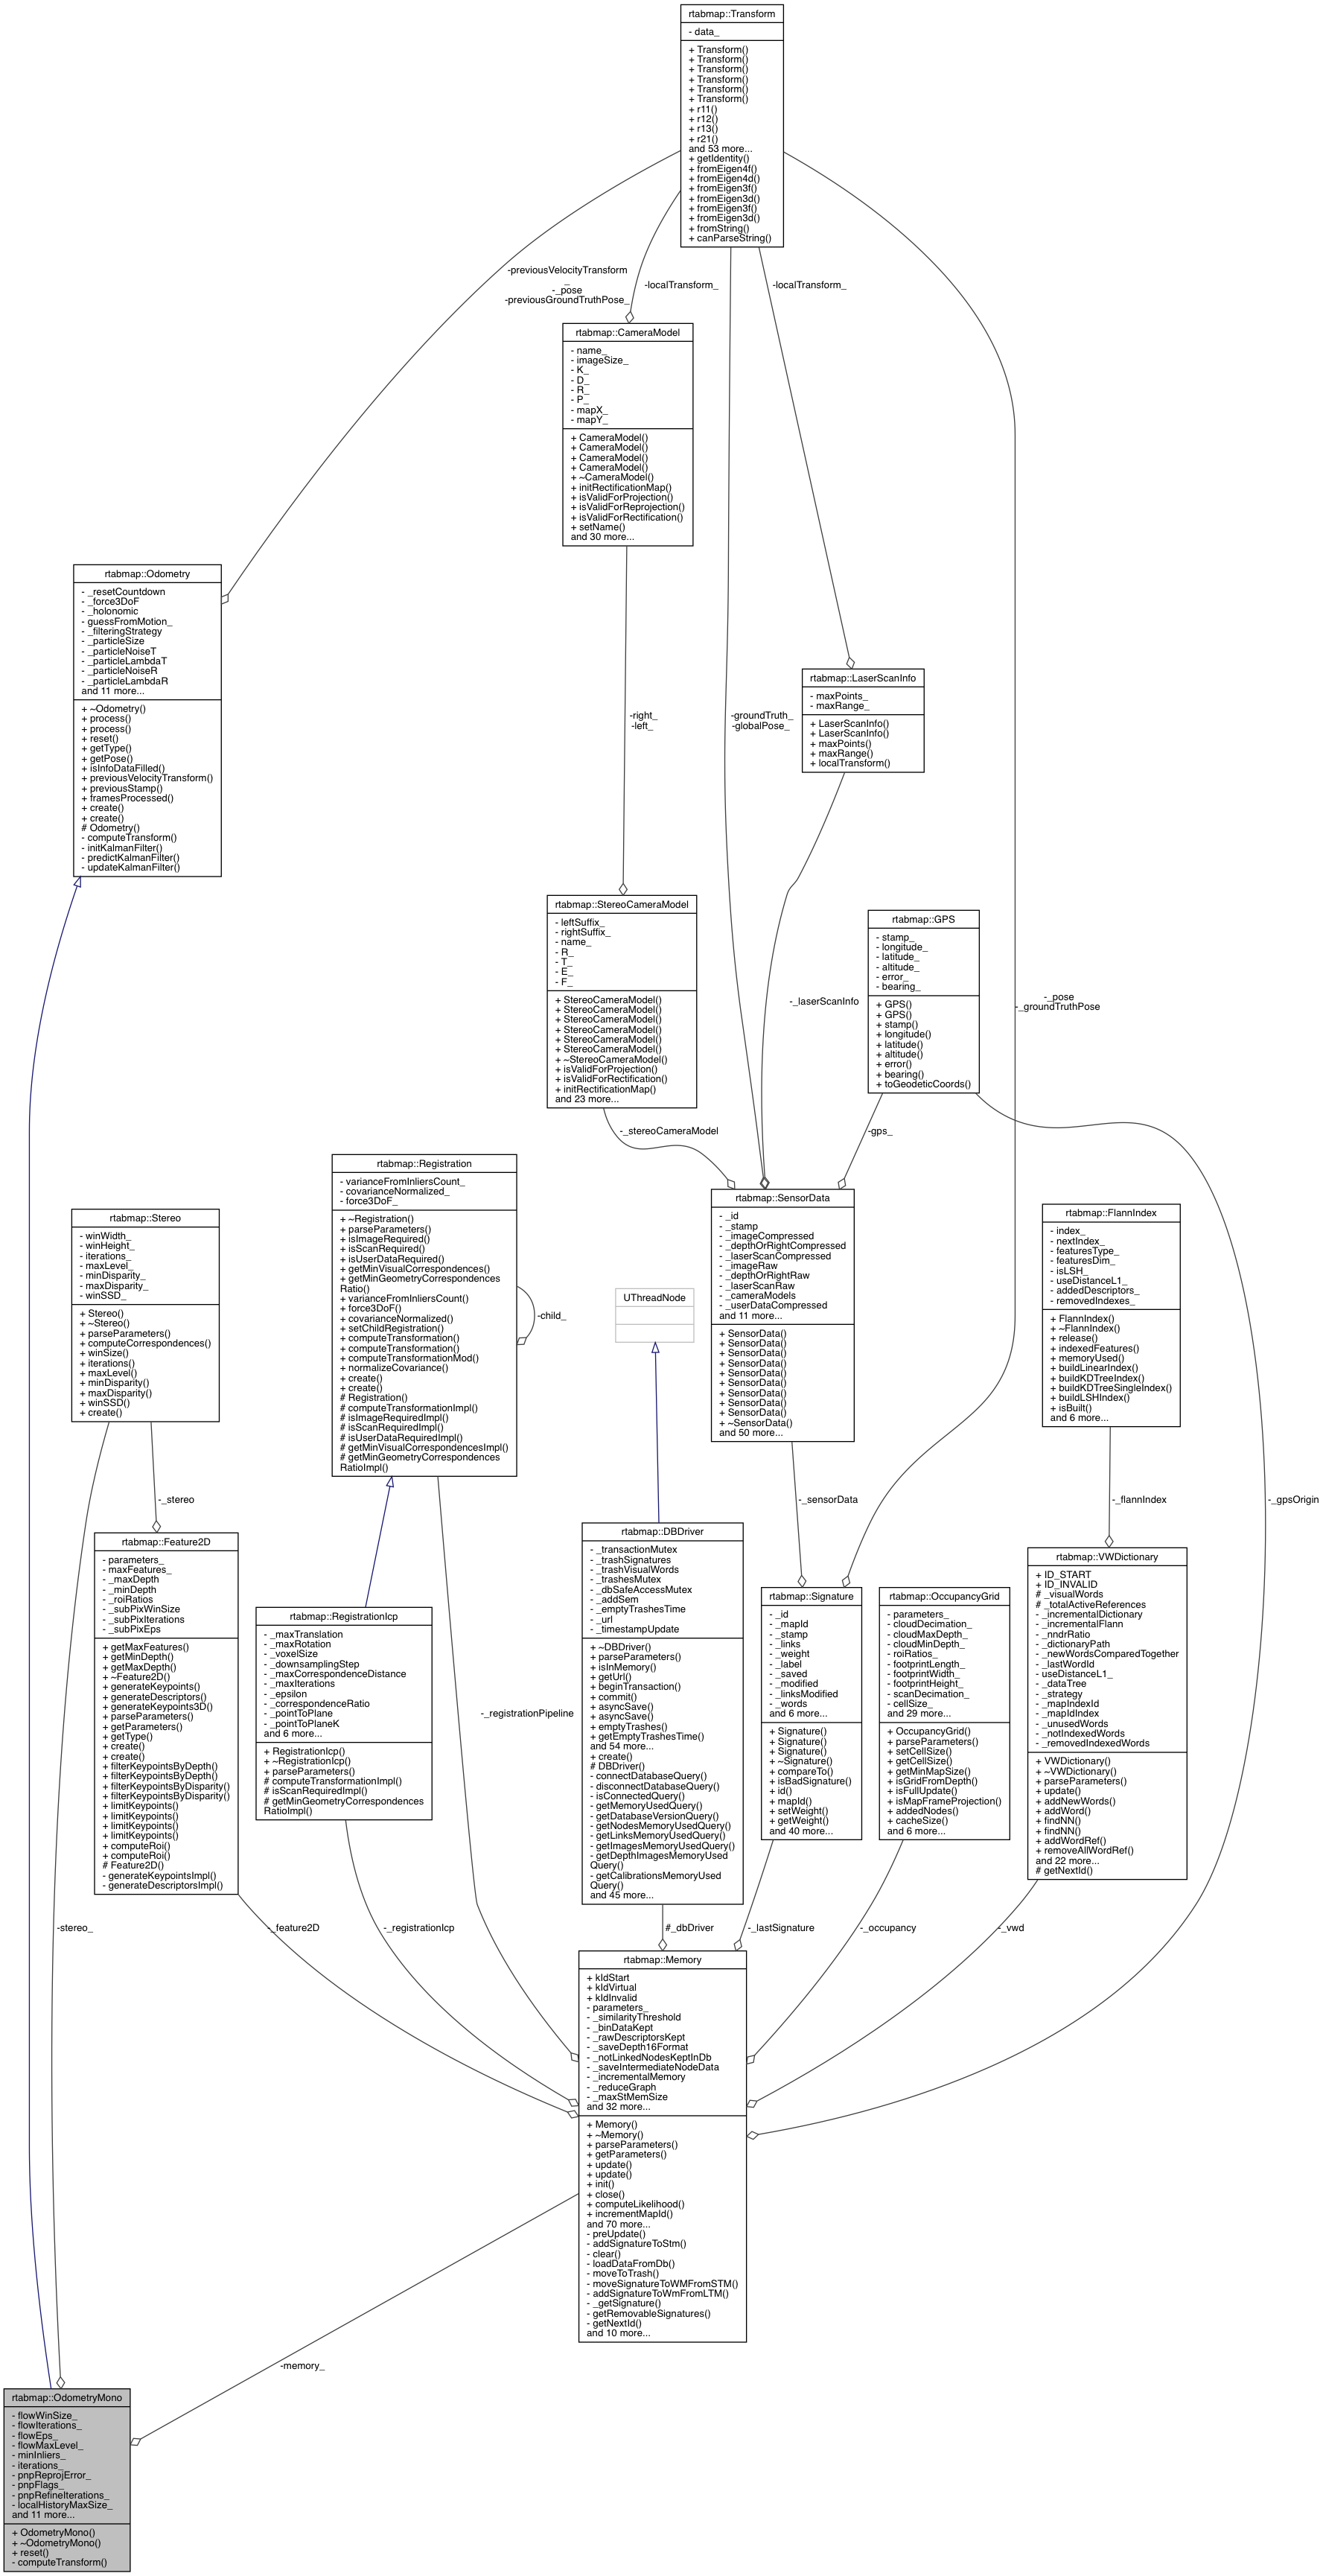 rtabmap::Transform
- data_
+ Transform()
+ Transform()
+ Transform()
+ Transform()
+ Transform()
+ Transform()
+ r11()
+ r12()
+ r13()
+ r21()
and 53 more...
+ getIdentity()
+ fromEigen4f()
+ fromEigen4d()
+ fromEigen3f()
+ fromEigen3d()
+ fromEigen3f()
+ fromEigen3d()
+ fromString()
+ canParseString()
-previousVelocityTransform
_
-_pose
-previousGroundTruthPose_
-localTransform_
-localTransform_
rtabmap::CameraModel
- name_
- imageSize_
- K_
- D_
- R_
- P_
- mapX_
- mapY_
+ CameraModel()
+ CameraModel()
+ CameraModel()
+ CameraModel()
+ ~CameraModel()
+ initRectificationMap()
+ isValidForProjection()
+ isValidForReprojection()
+ isValidForRectification()
+ setName()
and 30 more...
rtabmap::Odometry
- _resetCountdown
- _force3DoF
- _holonomic
- guessFromMotion_
- _filteringStrategy
- _particleSize
- _particleNoiseT
- _particleLambdaT
- _particleNoiseR
- _particleLambdaR
and 11 more...
+ ~Odometry()
+ process()
+ process()
+ reset()
+ getType()
+ getPose()
+ isInfoDataFilled()
+ previousVelocityTransform()
+ previousStamp()
+ framesProcessed()
+ create()
+ create()
# Odometry()
- computeTransform()
- initKalmanFilter()
- predictKalmanFilter()
- updateKalmanFilter()
rtabmap::LaserScanInfo
- maxPoints_
- maxRange_
+ LaserScanInfo()
+ LaserScanInfo()
+ maxPoints()
+ maxRange()
+ localTransform()
-right_
-left_
-groundTruth_
-globalPose_
rtabmap::StereoCameraModel
- leftSuffix_
- rightSuffix_
- name_
- R_
- T_
- E_
- F_
+ StereoCameraModel()
+ StereoCameraModel()
+ StereoCameraModel()
+ StereoCameraModel()
+ StereoCameraModel()
+ StereoCameraModel()
+ ~StereoCameraModel()
+ isValidForProjection()
+ isValidForRectification()
+ initRectificationMap()
and 23 more...
rtabmap::GPS
- stamp_
- longitude_
- latitude_
- altitude_
- error_
- bearing_
+ GPS()
+ GPS()
+ stamp()
+ longitude()
+ latitude()
+ altitude()
+ error()
+ bearing()
+ toGeodeticCoords()
-_laserScanInfo
-_pose
-_groundTruthPose
-_stereoCameraModel
-gps_
rtabmap::Registration
- varianceFromInliersCount_
- covarianceNormalized_
- force3DoF_
+ ~Registration()
+ parseParameters()
+ isImageRequired()
+ isScanRequired()
+ isUserDataRequired()
+ getMinVisualCorrespondences()
+ getMinGeometryCorrespondences
Ratio()
+ varianceFromInliersCount()
+ force3DoF()
+ covarianceNormalized()
+ setChildRegistration()
+ computeTransformation()
+ computeTransformation()
+ computeTransformationMod()
+ normalizeCovariance()
+ create()
+ create()
# Registration()
# computeTransformationImpl()
# isImageRequiredImpl()
# isScanRequiredImpl()
# isUserDataRequiredImpl()
# getMinVisualCorrespondencesImpl()
# getMinGeometryCorrespondences
RatioImpl()
-child_
rtabmap::Stereo
- winWidth_
- winHeight_
- iterations_
- maxLevel_
- minDisparity_
- maxDisparity_
- winSSD_
+ Stereo()
+ ~Stereo()
+ parseParameters()
+ computeCorrespondences()
+ winSize()
+ iterations()
+ maxLevel()
+ minDisparity()
+ maxDisparity()
+ winSSD()
+ create()
UThreadNode
rtabmap::SensorData
- _id
- _stamp
- _imageCompressed
- _depthOrRightCompressed
- _laserScanCompressed
- _imageRaw
- _depthOrRightRaw
- _laserScanRaw
- _cameraModels
- _userDataCompressed
and 11 more...
+ SensorData()
+ SensorData()
+ SensorData()
+ SensorData()
+ SensorData()
+ SensorData()
+ SensorData()
+ SensorData()
+ SensorData()
+ ~SensorData()
and 50 more...
rtabmap::FlannIndex
- index_
- nextIndex_
- featuresType_
- featuresDim_
- isLSH_
- useDistanceL1_
- addedDescriptors_
- removedIndexes_
+ FlannIndex()
+ ~FlannIndex()
+ release()
+ indexedFeatures()
+ memoryUsed()
+ buildLinearIndex()
+ buildKDTreeIndex()
+ buildKDTreeSingleIndex()
+ buildLSHIndex()
+ isBuilt()
and 6 more...
-_stereo
-_sensorData
-_flannIndex
-_gpsOrigin
rtabmap::Feature2D
- parameters_
- maxFeatures_
- _maxDepth
- _minDepth
- _roiRatios
- _subPixWinSize
- _subPixIterations
- _subPixEps
+ getMaxFeatures()
+ getMinDepth()
+ getMaxDepth()
+ ~Feature2D()
+ generateKeypoints()
+ generateDescriptors()
+ generateKeypoints3D()
+ parseParameters()
+ getParameters()
+ getType()
+ create()
+ create()
+ filterKeypointsByDepth()
+ filterKeypointsByDepth()
+ filterKeypointsByDisparity()
+ filterKeypointsByDisparity()
+ limitKeypoints()
+ limitKeypoints()
+ limitKeypoints()
+ limitKeypoints()
+ computeRoi()
+ computeRoi()
# Feature2D()
- generateKeypointsImpl()
- generateDescriptorsImpl()
rtabmap::RegistrationIcp
- _maxTranslation
- _maxRotation
- _voxelSize
- _downsamplingStep
- _maxCorrespondenceDistance
- _maxIterations
- _epsilon
- _correspondenceRatio
- _pointToPlane
- _pointToPlaneK
and 6 more...
+ RegistrationIcp()
+ ~RegistrationIcp()
+ parseParameters()
# computeTransformationImpl()
# isScanRequiredImpl()
# getMinGeometryCorrespondences
RatioImpl()
-_registrationPipeline
rtabmap::DBDriver
- _transactionMutex
- _trashSignatures
- _trashVisualWords
- _trashesMutex
- _dbSafeAccessMutex
- _addSem
- _emptyTrashesTime
- _url
- _timestampUpdate
+ ~DBDriver()
+ parseParameters()
+ isInMemory()
+ getUrl()
+ beginTransaction()
+ commit()
+ asyncSave()
+ asyncSave()
+ emptyTrashes()
+ getEmptyTrashesTime()
and 54 more...
+ create()
# DBDriver()
- connectDatabaseQuery()
- disconnectDatabaseQuery()
- isConnectedQuery()
- getMemoryUsedQuery()
- getDatabaseVersionQuery()
- getNodesMemoryUsedQuery()
- getLinksMemoryUsedQuery()
- getImagesMemoryUsedQuery()
- getDepthImagesMemoryUsed
Query()
- getCalibrationsMemoryUsed
Query()
and 45 more...
rtabmap::Signature
- _id
- _mapId
- _stamp
- _links
- _weight
- _label
- _saved
- _modified
- _linksModified
- _words
and 6 more...
+ Signature()
+ Signature()
+ Signature()
+ ~Signature()
+ compareTo()
+ isBadSignature()
+ id()
+ mapId()
+ setWeight()
+ getWeight()
and 40 more...
rtabmap::OccupancyGrid
- parameters_
- cloudDecimation_
- cloudMaxDepth_
- cloudMinDepth_
- roiRatios_
- footprintLength_
- footprintWidth_
- footprintHeight_
- scanDecimation_
- cellSize_
and 29 more...
+ OccupancyGrid()
+ parseParameters()
+ setCellSize()
+ getCellSize()
+ getMinMapSize()
+ isGridFromDepth()
+ isFullUpdate()
+ isMapFrameProjection()
+ addedNodes()
+ cacheSize()
and 6 more...
rtabmap::VWDictionary
+ ID_START
+ ID_INVALID
# _visualWords
# _totalActiveReferences
- _incrementalDictionary
- _incrementalFlann
- _nndrRatio
- _dictionaryPath
- _newWordsComparedTogether
- _lastWordId
- useDistanceL1_
- _dataTree
- _strategy
- _mapIndexId
- _mapIdIndex
- _unusedWords
- _notIndexedWords
- _removedIndexedWords
+ VWDictionary()
+ ~VWDictionary()
+ parseParameters()
+ update()
+ addNewWords()
+ addWord()
+ findNN()
+ findNN()
+ addWordRef()
+ removeAllWordRef()
and 22 more...
# getNextId()
-stereo_
-_feature2D
-_registrationIcp
#_dbDriver
-_lastSignature
-_occupancy
-_vwd
rtabmap::Memory
+ kIdStart
+ kIdVirtual
+ kIdInvalid
- parameters_
- _similarityThreshold
- _binDataKept
- _rawDescriptorsKept
- _saveDepth16Format
- _notLinkedNodesKeptInDb
- _saveIntermediateNodeData
- _incrementalMemory
- _reduceGraph
- _maxStMemSize
and 32 more...
+ Memory()
+ ~Memory()
+ parseParameters()
+ getParameters()
+ update()
+ update()
+ init()
+ close()
+ computeLikelihood()
+ incrementMapId()
and 70 more...
- preUpdate()
- addSignatureToStm()
- clear()
- loadDataFromDb()
- moveToTrash()
- moveSignatureToWMFromSTM()
- addSignatureToWmFromLTM()
- _getSignature()
- getRemovableSignatures()
- getNextId()
and 10 more...
-memory_
rtabmap::OdometryMono
- flowWinSize_
- flowIterations_
- flowEps_
- flowMaxLevel_
- minInliers_
- iterations_
- pnpReprojError_
- pnpFlags_
- pnpRefineIterations_
- localHistoryMaxSize_
and 11 more...
+ OdometryMono()
+ ~OdometryMono()
+ reset()
- computeTransform()